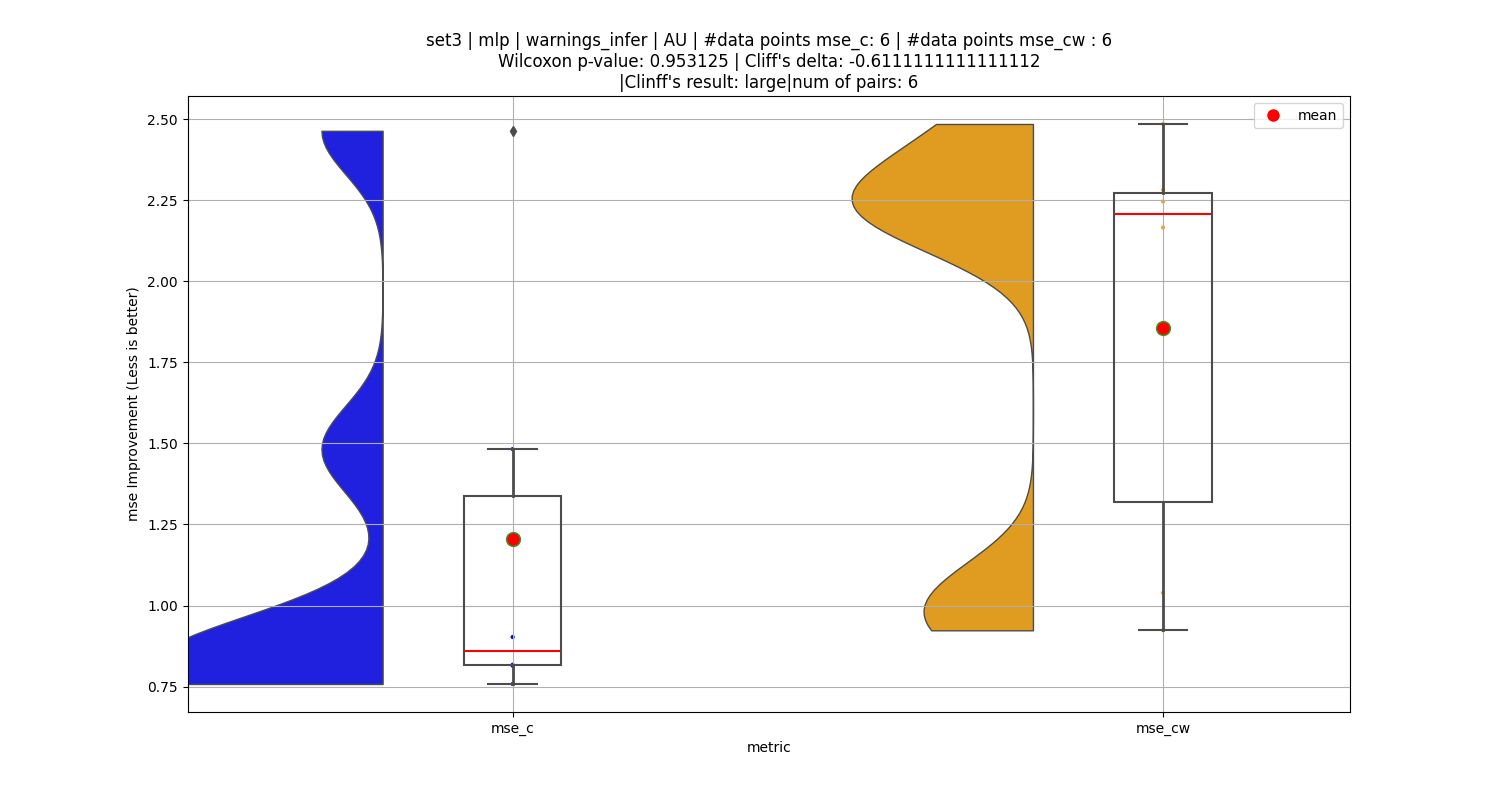 set3 | mlp | warnings_infer | AU | #data points mse_c: 6 | #data points mse_cw : 6
Wilcoxon p-value: 0.953125 | Cliff's delta: -0.6111111111111112
|Clinff's result: large|num of pairs: 6
mean
mse Improvement (Less is better)
2.50
2.25
2.00
1.75
1.50
1.25
1.00
0.75
mse_c
mse_cw
metric